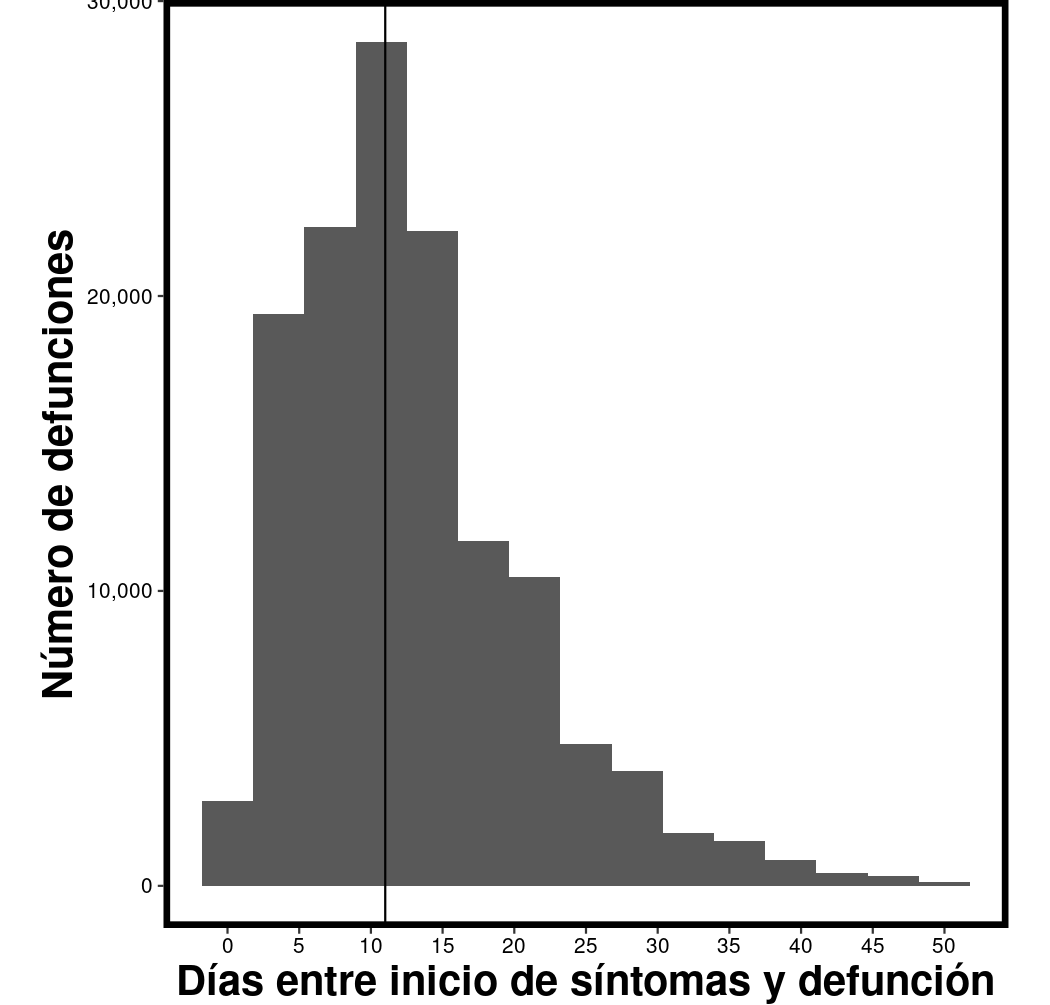 30,000
20,000
10,000
0
Número de defunciones
0 5 10 15 20 25 30 35 40 45 50
Días entre inicio de síntomas y defunción